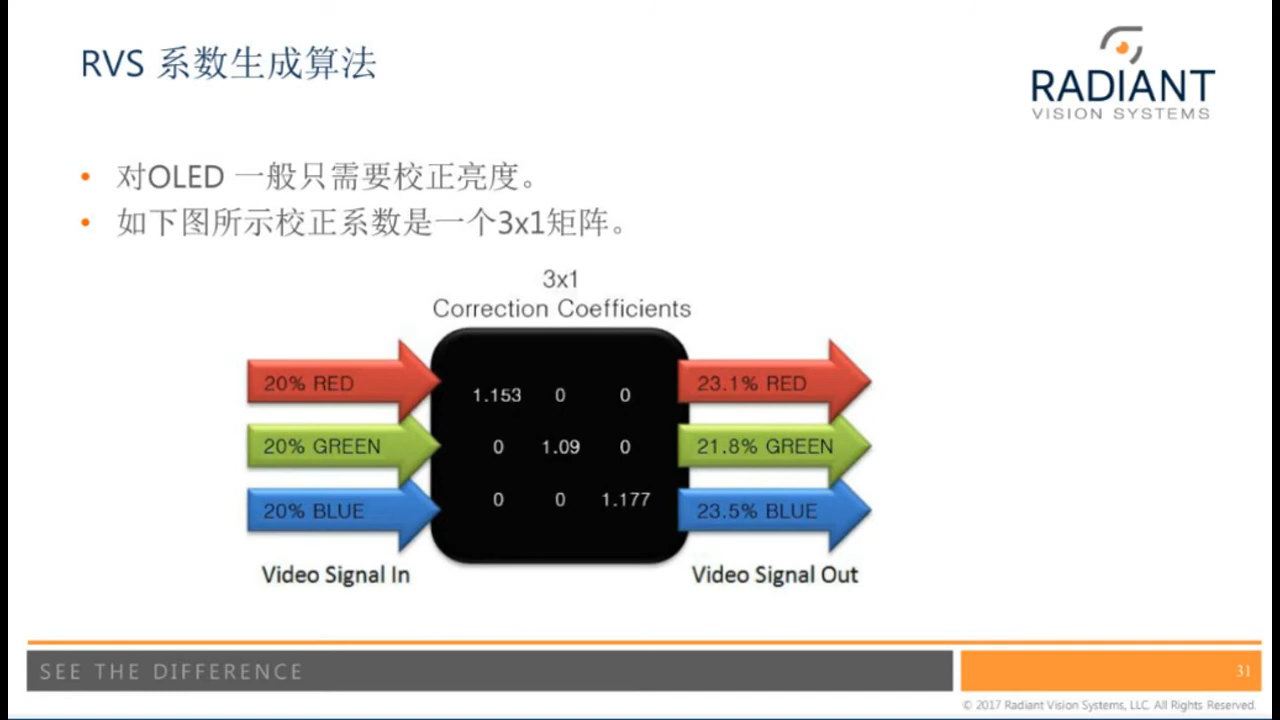 RVS 系数生成算法
RADIANT
VISION SYSTEMS
• 对OLED 一般只需要校正亮度。
• 如下图所示校正系数是一个3x1矩阵。
3x1
Correction Coefficients
20% RED
1.153 0 0
23.1% RED
20% GREEN
0 1.09 0
21.8% GREEN
20% BLUE
0 0 1.177
23.5% BLUE
Video Signal In
Video Signal Out
SEE THE DIFFERENCE
31
© 2017 Radiant Vision Systems, LLC. All Rights Reserved.